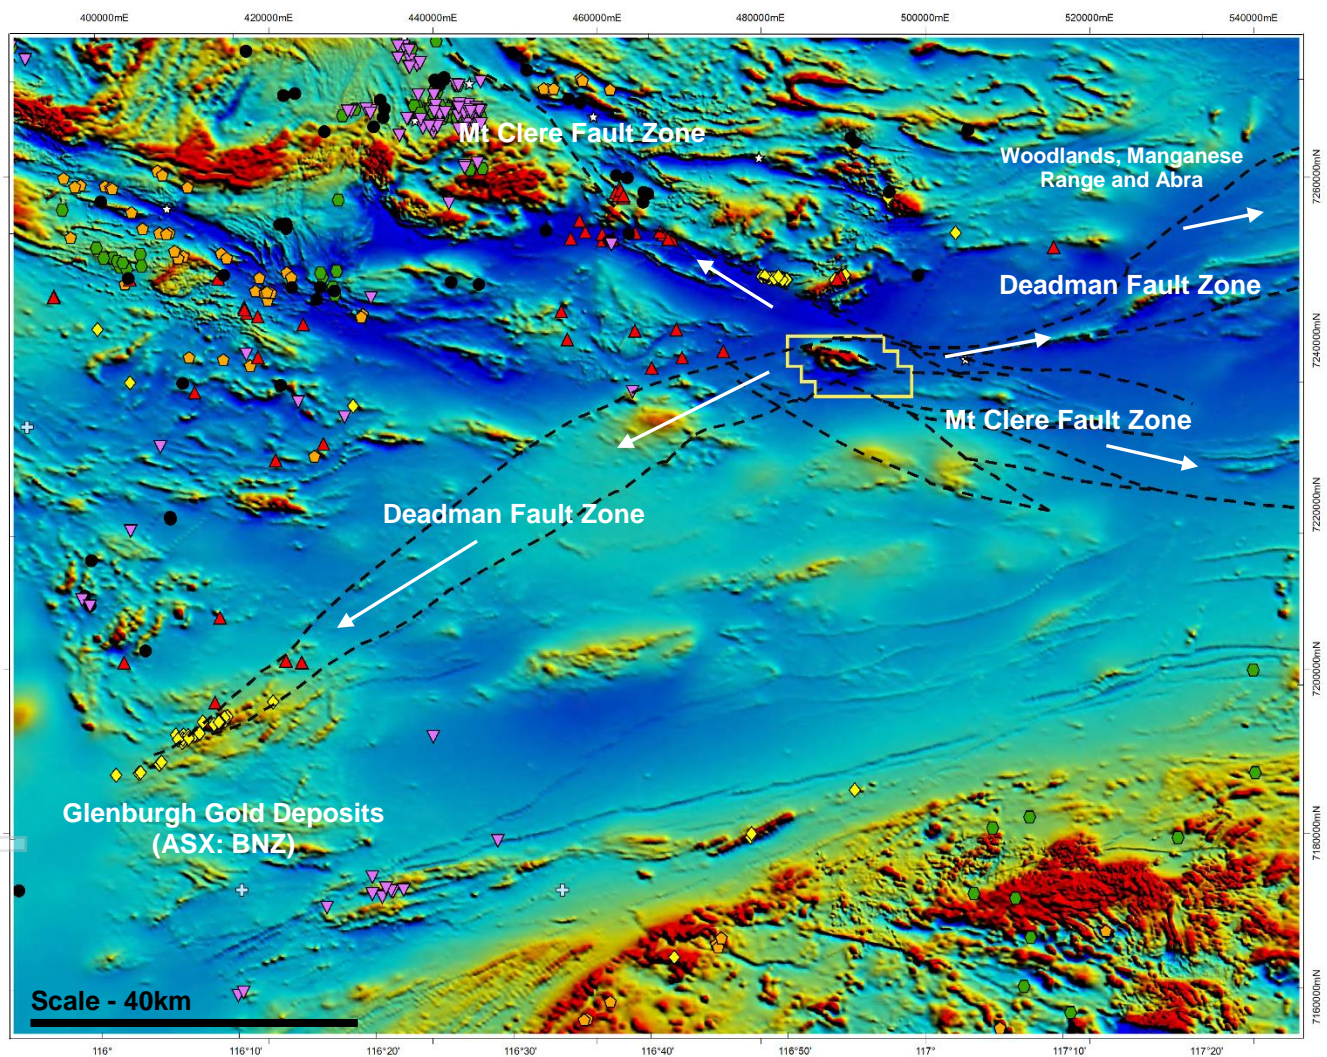 400000mE 420000mE 440000mE 460000mE 480000mE 500000mE 520000mE 540000mE
Mt Clere Fault Zone
Woodlands, Manganese
Range and Abra
7260000mN
Deadman Fault Zone
7240000mN
Mt Clere Fault Zone
Deadman Fault Zone
7220000mN
7200000mN
Glenburgh Gold Deposits
(ASX: BNZ)
7180000mN
Scale - 40km
7160000mN
116° 116°10' 116°20' 116°30' 116°40' 116°50' 117° 117°10' 117°20'